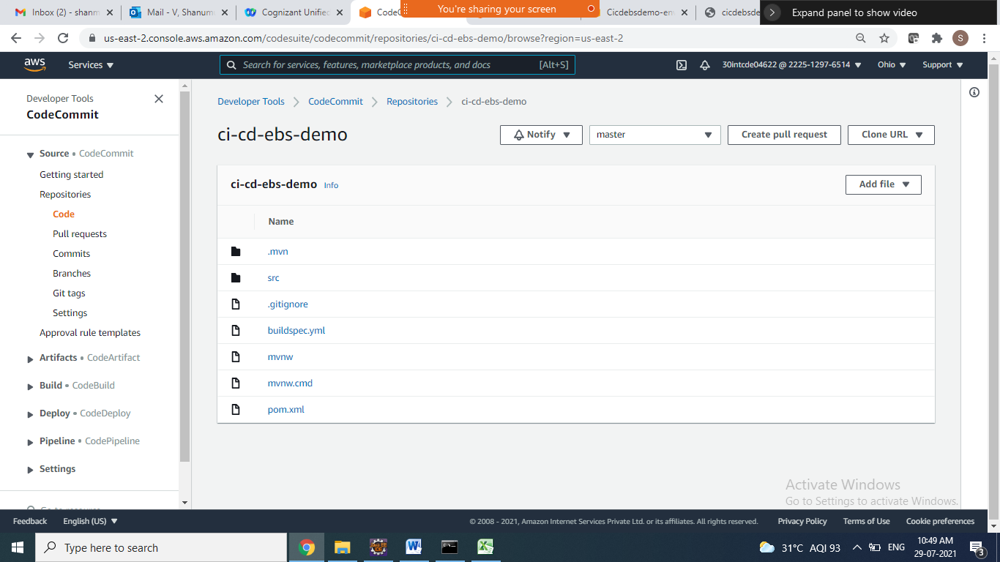 Inbox (2) - shanm
Mail - V, Shanumu
Cognizant Unified
CodeC
You're sharing your screen
Cicdebsdemo-en
cicdebsde
Expand panel to show video
us-east-2.console.aws.amazon.com/codesuite/codecommit/repositories/ci-cd-ebs-demo/browse?region=us-east-2
S
aws
Services
Search for services, features, marketplace products, and docs
[Alt+S]
30intcde04622 @ 2225-1297-6514
Ohio
Support
Developer Tools
CodeCommit
Source • CodeCommit
Getting started
Repositories
Code
Pull requests
Commits
Branches
Git tags
Settings
Approval rule templates
Artifacts • CodeArtifact
Build • CodeBuild
Deploy • CodeDeploy
Pipeline • CodePipeline
Settings
Go to resource
Developer Tools
CodeCommit
Repositories
ci-cd-ebs-demo
ci-cd-ebs-demo
Notify
master
Create pull request
Clone URL
ci-cd-ebs-demo Info
Add file
Name
.mvn
src
.gitignore
buildspec.yml
mvnw
mvnw.cmd
pom.xml
Activate Windows
Go to Settings to activate Windows.
Feedback
English (US)
© 2008 - 2021, Amazon Internet Services Private Ltd. or its affiliates. All rights reserved.
Privacy Policy
Terms of Use
Cookie preferences
Type here to search
31°C AQI 93
ENG
10:49 AM
29-07-2021
3